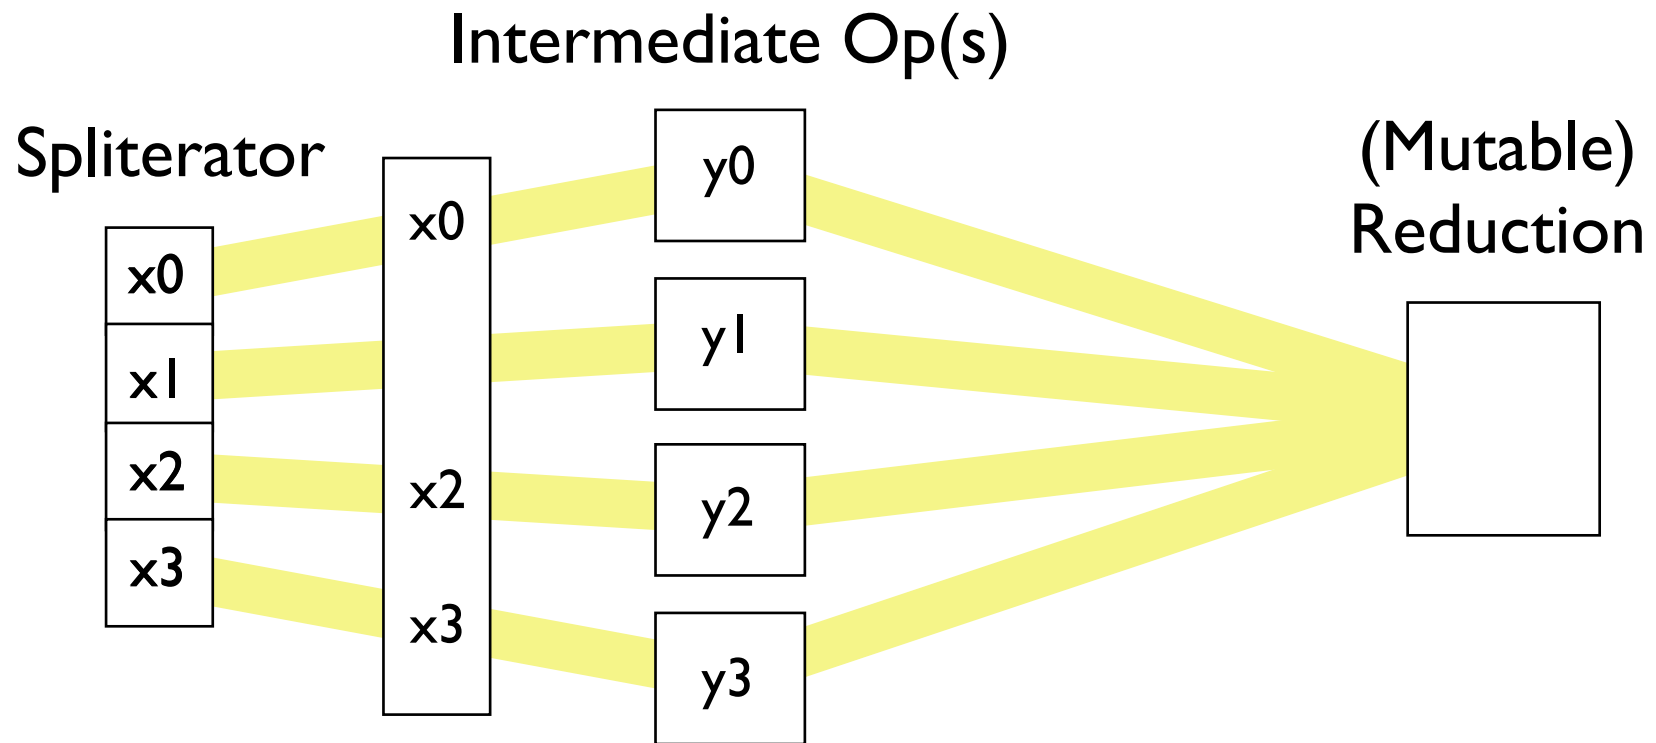 Intermediate Op(s)
Spliterator
(Mutable)
Reduction
x0
x1
x2
x3
x0
x2
x3
y0
y1
y2
y3